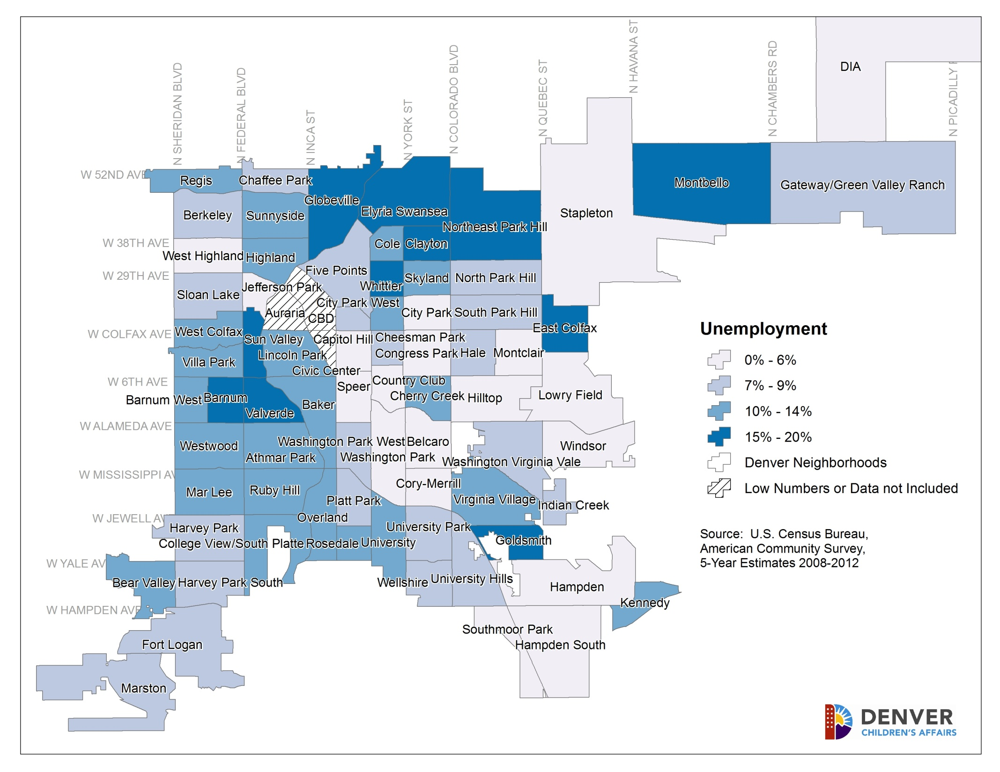 N SHERIDAN BLVD
N FEDERAL BLVD
N INCA ST
N YORK ST
N COLORADO BLVD
N QUEBEC ST
N HAVANA ST
N CHAMBERS RD
N PICADILLY
DIA
W 52ND AVE
Regis
Chaffee Park
Globeville
Montbello
Gateway/Green Valley Ranch
Berkeley
Sunnyside
Elyria Swansea
Stapleton
Northeast Park Hill
W 38TH AVE
Cole
Clayton
West Highland
Highland
W 29TH AVE
Five Points
Skyland
North Park Hill
Jefferson Park
Whittier
Sloan Lake
City Park West
Auraria
CBD
City Park
South Park Hill
East Colfax
W COLFAX AVE
West Colfax
Sun Valley
Capitol Hill
Cheesman Park
Lincoln Park
Congress Park
Hale
Montclair
Villa Park
Civic Center
W 6TH AVE
Speer
Country Club
Cherry Creek
Hilltop
Lowry Field
Barnum West
Barnum
Baker
Valverde
W ALAMEDA AVE
Westwood
Washington Park West
Belcaro
Windsor
Athmar Park
Washington Park
Washington Virginia Vale
W MISSISSIPPI AV
Mar Lee
Ruby Hill
Cory-Merrill
Platt Park
Virginia Village
Indian Creek
W JEWELL AV
Overland
Harvey Park
University Park
College View/South Platte
Rosedale
University
Goldsmith
W YALE AV
Bear Valley
Harvey Park South
Wellshire
University Hills
Hampden
Kennedy
W HAMPDEN AVE
Southmoor Park
Fort Logan
Hampden South
Marston
Unemployment
0% - 6%
7% - 9%
10% - 14%
15% - 20%
Denver Neighborhoods
Low Numbers or Data not Included
Source: U.S. Census Bureau,
American Community Survey,
5-Year Estimates 2008-2012
DENVER
CHILDREN'S AFFAIRS